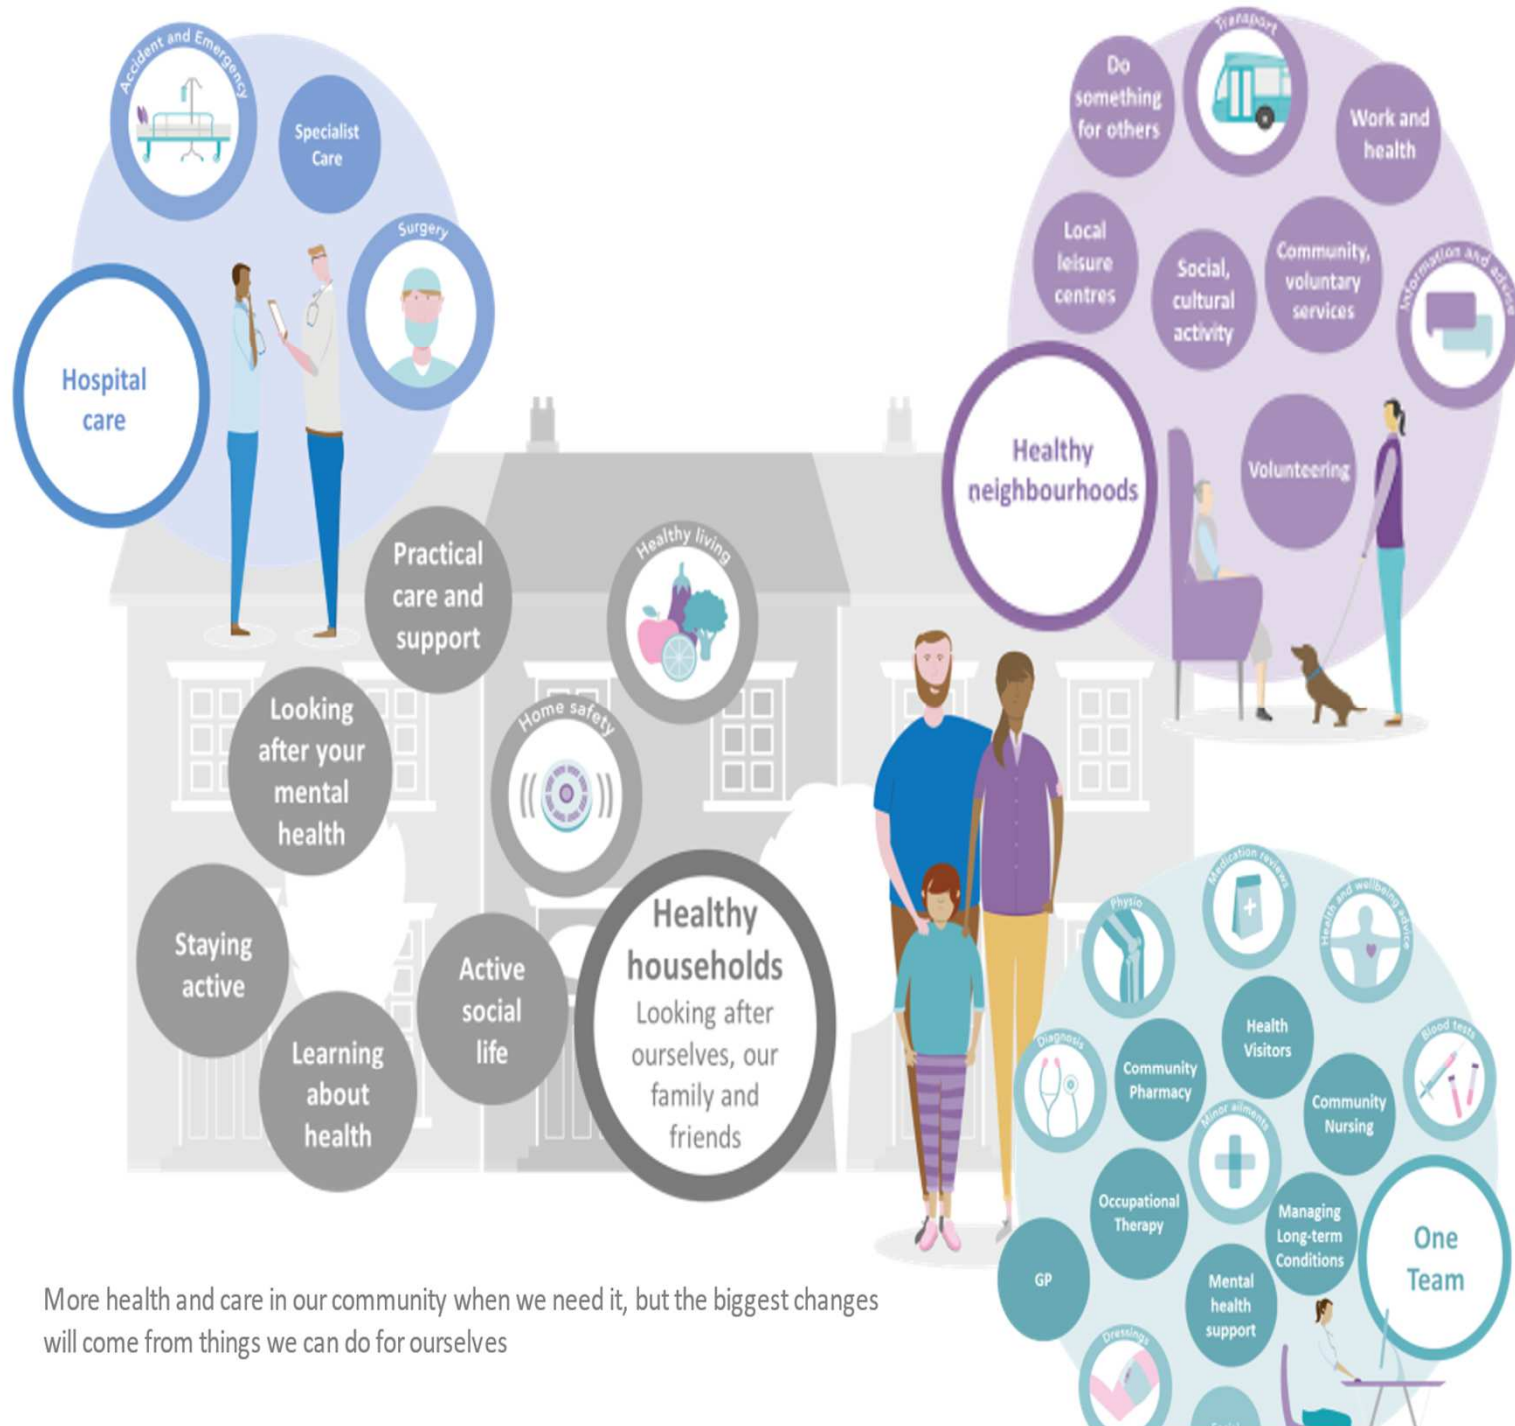 Accident and Emergency
Specialist
Care
Surgery
Hospital
care
Transport
Do
something
for others
Work and
health
Local
leisure
centres
Social,
cultural
activity
Community,
voluntary
services
Information and advice
Volunteering
Healthy
neighbourhoods
Practical
care and
support
Healthy living
Looking
after your
mental
health
Home safety
Staying
active
Learning
about
health
Active
social
life
Healthy
households
Looking after
ourselves, our
family and
friends
Medication reviews
Physio
Health and wellbeing advice
Diagnosis
Community
Pharmacy
Health
Visitors
Blood tests
Community
Nursing
Minor ailments
Occupational
Therapy
Managing
Long-term
Conditions
One
Team
GP
Mental
health
support
Dressings
More health and care in our community when we need it, but the biggest changes
will come from things we can do for ourselves